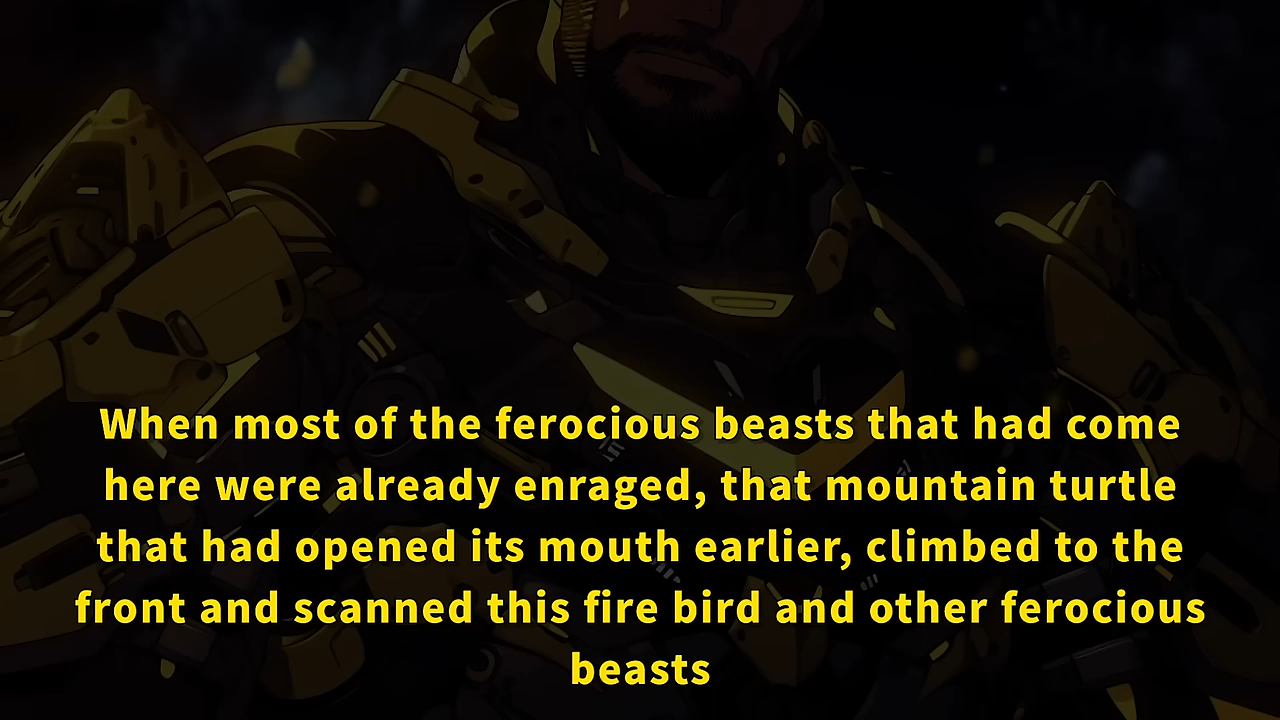 When most of the ferocious beasts that had come
here were already enraged, that mountain turtle
that had opened its mouth earlier, climbed to the
front and scanned this fire bird and other ferocious
beasts